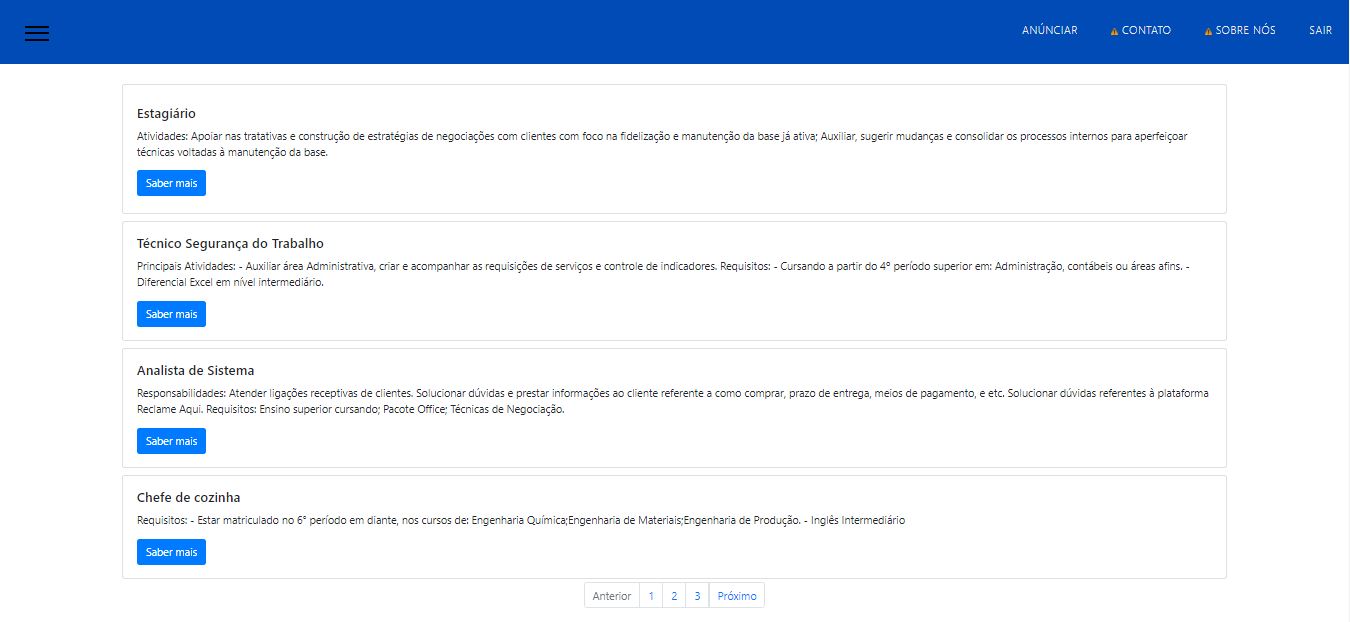 ANÚNCIAR CONTATO SOBRE NÓS SAIR
Estagiário
Atividades: Apoiar nas tratativas e construção de estratégias de negociações com clientes com foco na fidelização e manutenção da base já ativa; Auxiliar, sugerir mudanças e consolidar os processos internos para aperfeiçoar
técnicas voltadas à manutenção da base.
Saber mais
Técnico Segurança do Trabalho
Principais Atividades: - Auxiliar área Administrativa, criar e acompanhar as requisições de serviços e controle de indicadores. Requisitos: - Cursando a partir do 4º período superior em: Administração, contábeis ou áreas afins. -
Diferencial Excel em nível intermediário.
Saber mais
Analista de Sistema
Responsabilidades: Atender ligações receptivas de clientes. Solucionar dúvidas e prestar informações ao cliente referente a como comprar, prazo de entrega, meios de pagamento, e etc. Solucionar dúvidas referentes à plataforma
Reclame Aqui. Requisitos: Ensino superior cursando; Pacote Office; Técnicas de Negociação.
Saber mais
Chefe de cozinha
Requisitos: - Estar matriculado no 6° período em diante, nos cursos de: Engenharia Química;Engenharia de Materiais;Engenharia de Produção. - Inglês Intermediário
Saber mais
Anterior 1 2 3 Próximo